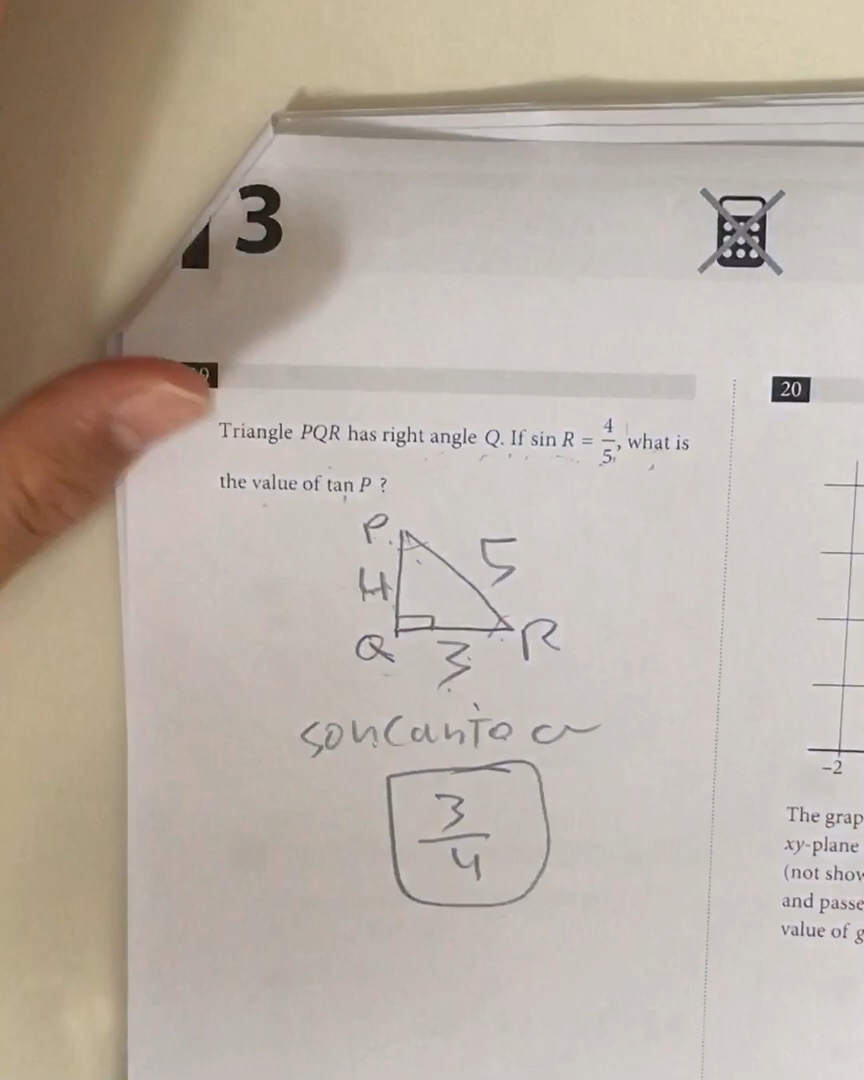 3
20
Triangle PQR has right angle Q. If sin R = 4/5, what is
the value of tan P ?
P
5
H
Q
3
R
sohcahtoa
3/4
-2
The grap
xy-plane
(not show
and passe
value of g